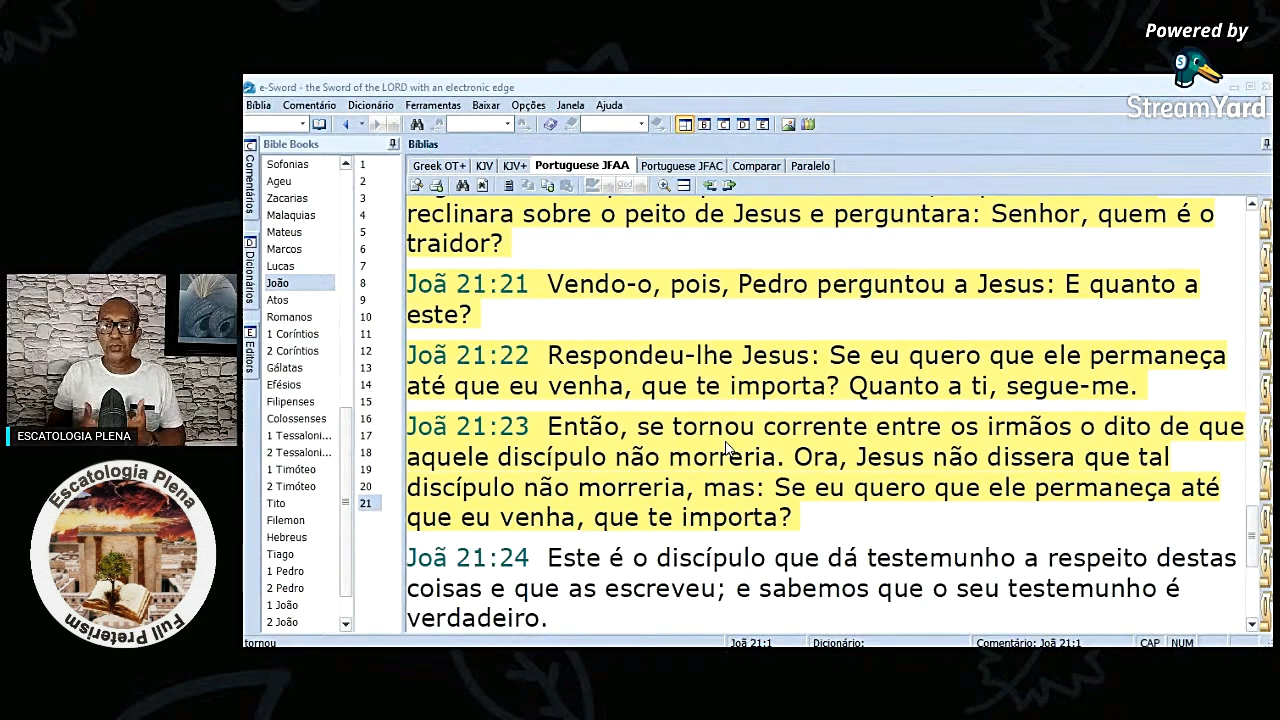 Powered by
StreamYard
e-Sword - the Sword of the LORD with an electronic edge
Bíblia Comentário Dicionário Ferramentas Baixar Opções Janela Ajuda
Bible Books
Bíblias
Greek OT+ KJV KJV+ Portuguese JFAA Portuguese JFAC Comparar Paralelo
Comentários
Dicionários
Editors
Sofonias 1
Ageu 2
Zacarias 3
Malaquias 4
Mateus 5
Marcos 6
Lucas 7
João 8
Atos 9
Romanos 10
1 Coríntios 11
2 Coríntios 12
Gálatas 13
Efésios 14
Filipenses 15
Colossenses 16
1 Tessaloni... 17
2 Tessaloni... 18
1 Timóteo 19
2 Timóteo 20
Tito 21
Filemon
Hebreus
Tiago
1 Pedro
2 Pedro
1 João
2 João
reclinara sobre o peito de Jesus e perguntara: Senhor, quem é o
traidor?
Joã 21:21 Vendo-o, pois, Pedro perguntou a Jesus: E quanto a
este?
Joã 21:22 Respondeu-lhe Jesus: Se eu quero que ele permaneça
até que eu venha, que te importa? Quanto a ti, segue-me.
Joã 21:23 Então, se tornou corrente entre os irmãos o dito de que
aquele discípulo não morreria. Ora, Jesus não dissera que tal
discípulo não morreria, mas: Se eu quero que ele permaneça até
que eu venha, que te importa?
Joã 21:24 Este é o discípulo que dá testemunho a respeito destas
coisas e que as escreveu; e sabemos que o seu testemunho é
verdadeiro.
tornou Joã 21:1 Dicionário: Comentário: Joã 21:1 CAP NUM
ESCATOLOGIA PLENA
Escatologia Plena
Full Preterism